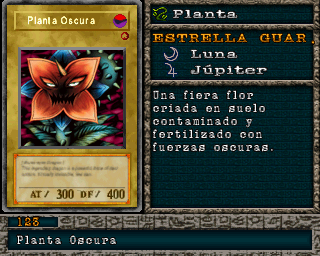 Planta Oscura
AT/ 300 DF/ 400
Planta
ESTRELLA GUAR.
Luna
Júpiter
Una fiera flor
criada en suelo
contaminado y
fertilizado con
fuerzas oscuras.
123
Planta Oscura